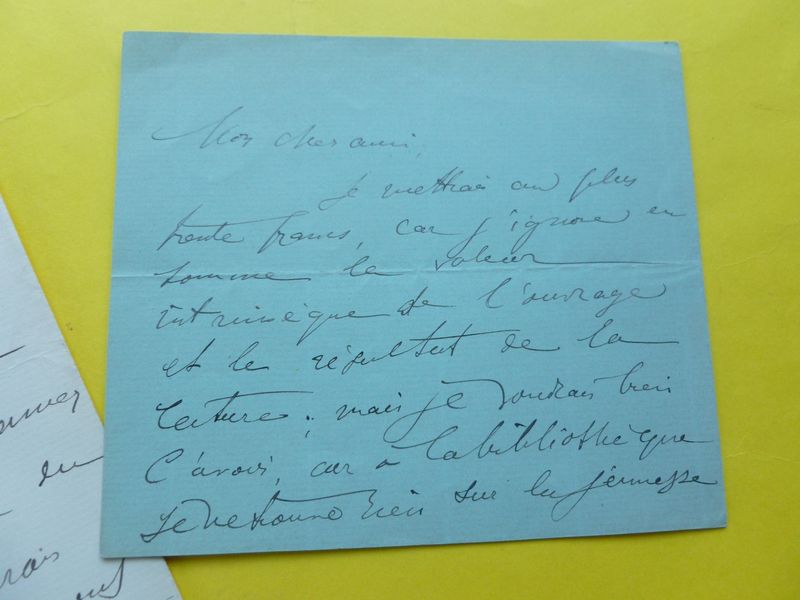 Mon cher ami,
Je mettrais au plus
trente francs, car j'ignore en
somme la valeur
intrinsèque de l'ouvrage
et le résultat de la
lecture; mais je voudrais bien
l'avoir, car à la bibliothèque
je ne trouve rien sur la jeunesse
en